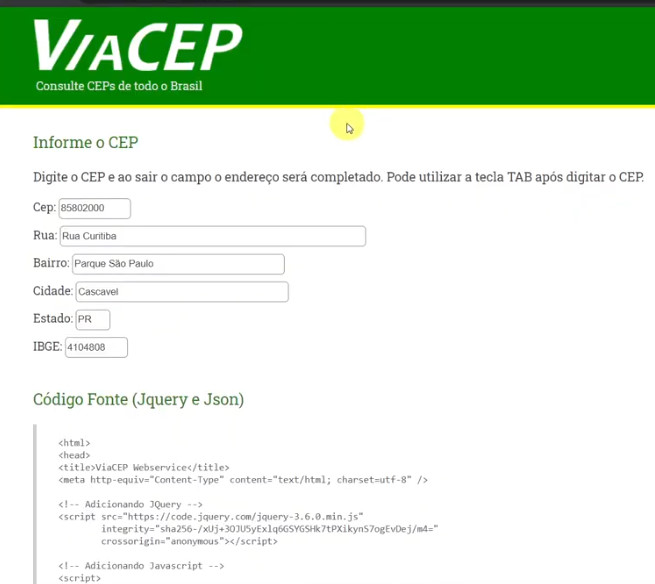 ViaCEP
Consulte CEPs de todo o Brasil
Informe o CEP
Digite o CEP e ao sair o campo o endereço será completado. Pode utilizar a tecla TAB após digitar o CEP.
Cep: 85802000
Rua: Rua Curitiba
Bairro: Parque São Paulo
Cidade: Cascavel
Estado: PR
IBGE: 4104808
Código Fonte (Jquery e Json)
<html>
<head>
<title>ViaCEP Webservice</title>
<meta http-equiv="Content-Type" content="text/html; charset=utf-8" />
<!-- Adicionando JQuery -->
<script src="https://code.jquery.com/jquery-3.6.0.min.js"
integrity="sha256-/xUj+3OJU5yExlq6GSYGSHk7tPXikynS7ogEvDej/m4="
crossorigin="anonymous"></script>
<!-- Adicionando Javascript -->
<script>